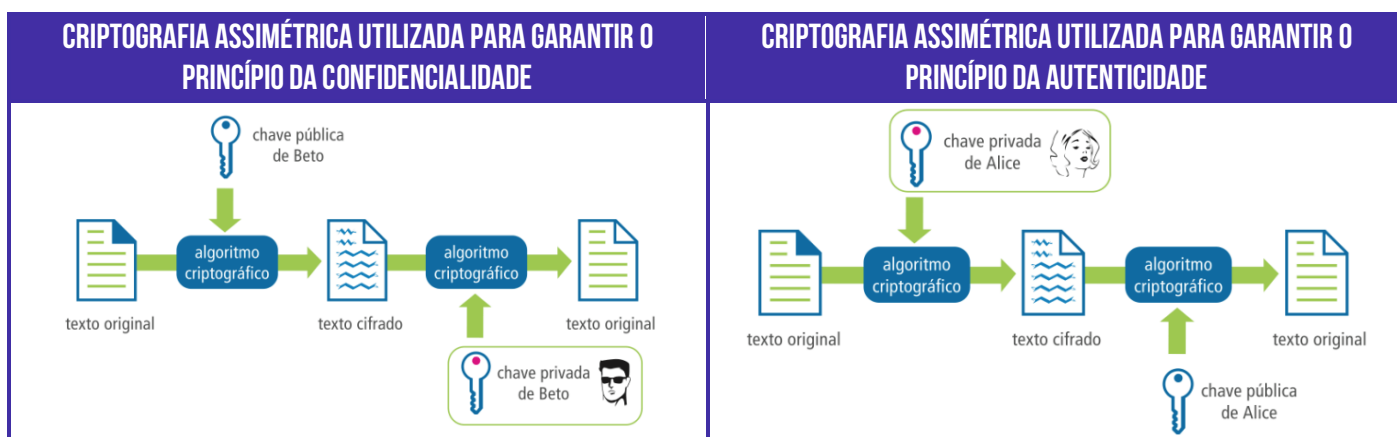 CRIPTOGRAFIA ASSIMÉTRICA UTILIZADA PARA GARANTIR O
PRINCÍPIO DA CONFIDENCIALIDADE
chave pública
de Beto
algoritmo
criptográfico
algoritmo
criptográfico
texto original
texto cifrado
texto original
chave privada
de Beto
CRIPTOGRAFIA ASSIMÉTRICA UTILIZADA PARA GARANTIR O
PRINCÍPIO DA AUTENTICIDADE
chave privada
de Alice
algoritmo
criptográfico
algoritmo
criptográfico
texto original
texto cifrado
texto original
chave pública
de Alice